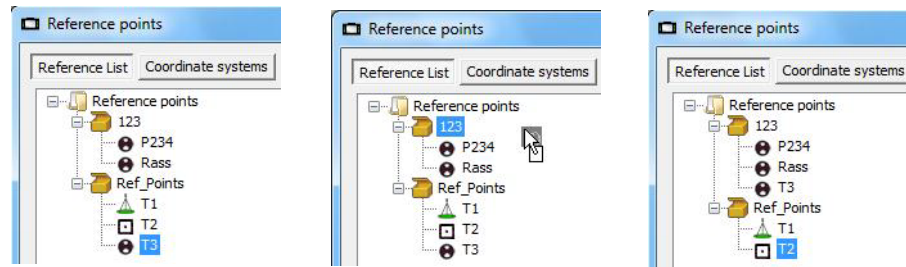 Reference points
Reference List Coordinate systems
Reference points
123
P234
Rass
Ref_Points
T1
T2
T3
Reference points
Reference List Coordinate systems
Reference points
123
P234
Rass
Ref_Points
T1
T2
T3
Reference points
Reference List Coordinate systems
Reference points
123
P234
Rass
T3
Ref_Points
T1
T2